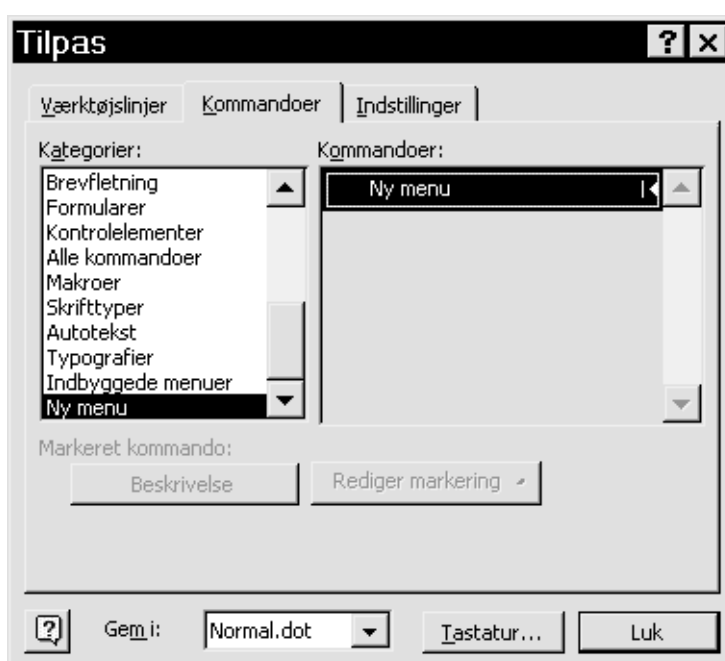 Tilpas
Værktøjslinjer Kommandoer Indstillinger
Kategorier: Kommandoer:
Brevfletning
Formularer
Kontrolelementer
Alle kommandoer
Makroer
Skrifttyper
Autotekst
Typografier
Indbyggede menuer
Ny menu
Ny menu
Markeret kommando:
Beskrivelse Rediger markering
Gem i: Normal.dot Tastatur... Luk